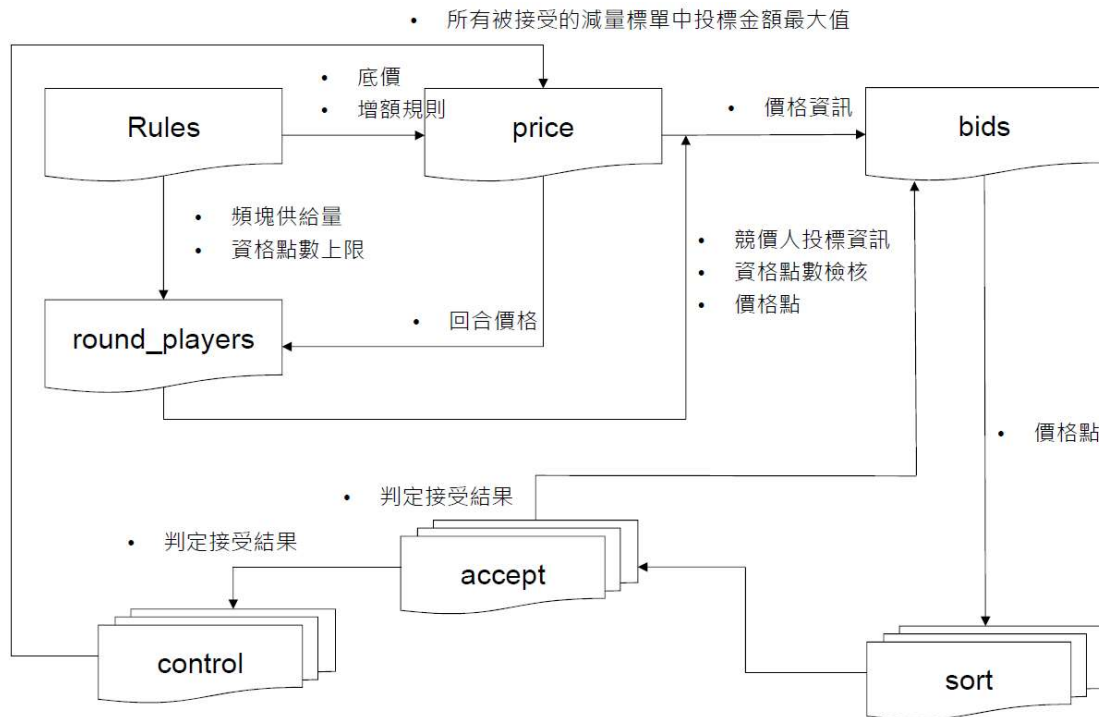 • 所有被接受的減量標單中投標金額最大值
• 底價
• 增額規則
• 價格資訊
Rules
price
bids
• 頻塊供給量
• 資格點數上限
• 競價人投標資訊
• 資格點數檢核
• 價格點
• 回合價格
round_players
• 價格點
• 判定接受結果
• 判定接受結果
accept
control
sort